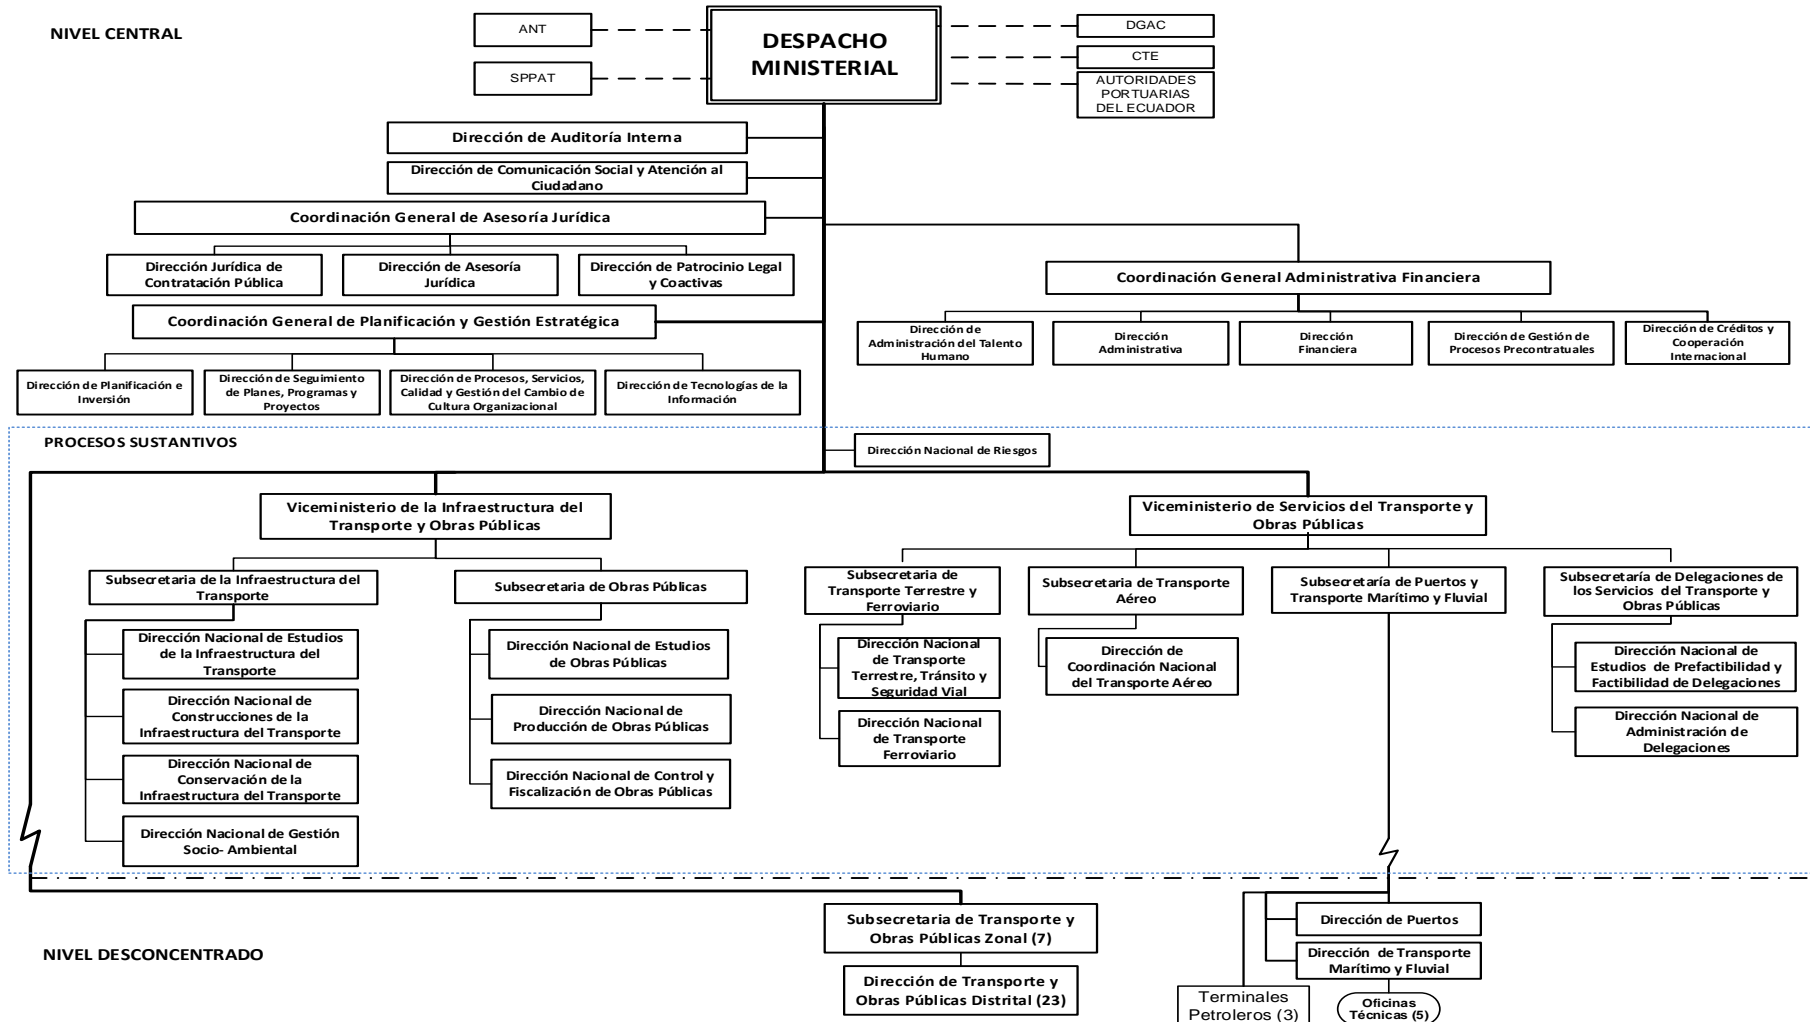 NIVEL CENTRAL
ANT
SPPAT
DESPACHO
MINISTERIAL
DGAC
CTE
AUTORIDADES
PORTUARIAS
DEL ECUADOR
Dirección de Auditoría Interna
Dirección de Comunicación Social y Atención al
Ciudadano
Coordinación General de Asesoría Jurídica
Dirección Jurídica de
Contratación Pública
Dirección de Asesoría
Jurídica
Dirección de Patrocinio Legal
y Coactivas
Coordinación General Administrativa Financiera
Dirección de
Administración del Talento
Humano
Dirección
Administrativa
Dirección
Financiera
Dirección de Gestión de
Procesos Precontratuales
Dirección de Créditos y
Cooperación
Internacional
Coordinación General de Planificación y Gestión Estratégica
Dirección de Planificación e
Inversión
Dirección de Seguimiento
de Planes, Programas y
Proyectos
Dirección de Procesos, Servicios,
Calidad y Gestión del Cambio de
Cultura Organizacional
Dirección de Tecnologías de la
Información
PROCESOS SUSTANTIVOS
Dirección Nacional de Riesgos
Viceministerio de la Infraestructura del
Transporte y Obras Públicas
Viceministerio de Servicios del Transporte y
Obras Públicas
Subsecretaria de la Infraestructura del
Transporte
Dirección Nacional de Estudios
de la Infraestructura del
Transporte
Dirección Nacional de
Construcciones de la
Infraestructura del Transporte
Dirección Nacional de
Conservación de la
Infraestructura del Transporte
Dirección Nacional de Gestión
Socio- Ambiental
Subsecretaria de Obras Públicas
Dirección Nacional de Estudios
de Obras Públicas
Dirección Nacional de
Producción de Obras Públicas
Dirección Nacional de Control y
Fiscalización de Obras Públicas
Subsecretaria de
Transporte Terrestre y
Ferroviario
Dirección Nacional
de Transporte
Terrestre, Tránsito y
Seguridad Vial
Dirección Nacional
de Transporte
Ferroviario
Subsecretaria de Transporte
Aéreo
Dirección de
Coordinación Nacional
del Transporte Aéreo
Subsecretaría de Puertos y
Transporte Marítimo y Fluvial
Subsecretaría de Delegaciones de
los Servicios del Transporte y
Obras Públicas
Dirección Nacional de
Estudios de Prefactibilidad y
Factibilidad de Delegaciones
Dirección Nacional de
Administración de
Delegaciones
NIVEL DESCONCENTRADO
Subsecretaria de Transporte y
Obras Públicas Zonal (7)
Dirección de Transporte y
Obras Públicas Distrital (23)
Dirección de Puertos
Dirección de Transporte
Marítimo y Fluvial
Terminales
Petroleros (3)
Oficinas
Técnicas (5)